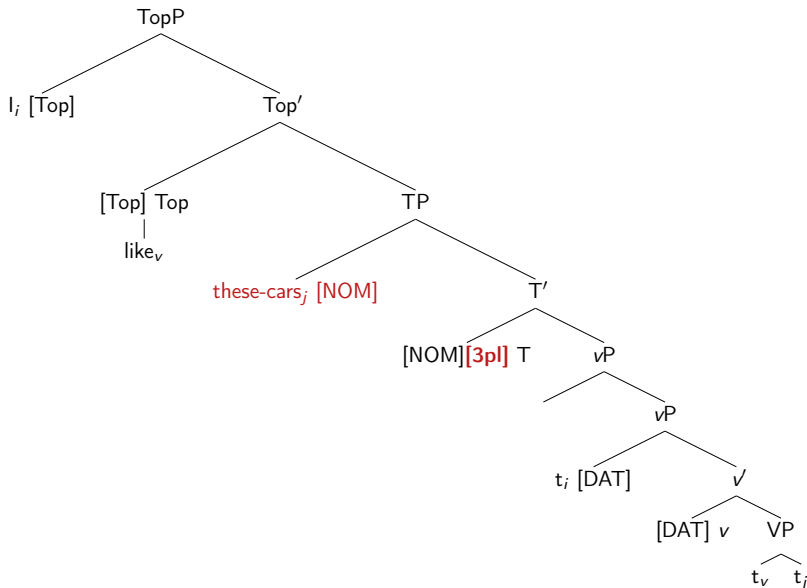 TopP
I_i [Top] Top′
[Top] Top TP
like_v
these-cars_j [NOM] T′
[NOM][3pl] T vP
vP
t_i [DAT] v′
[DAT] v VP
t_v t_i